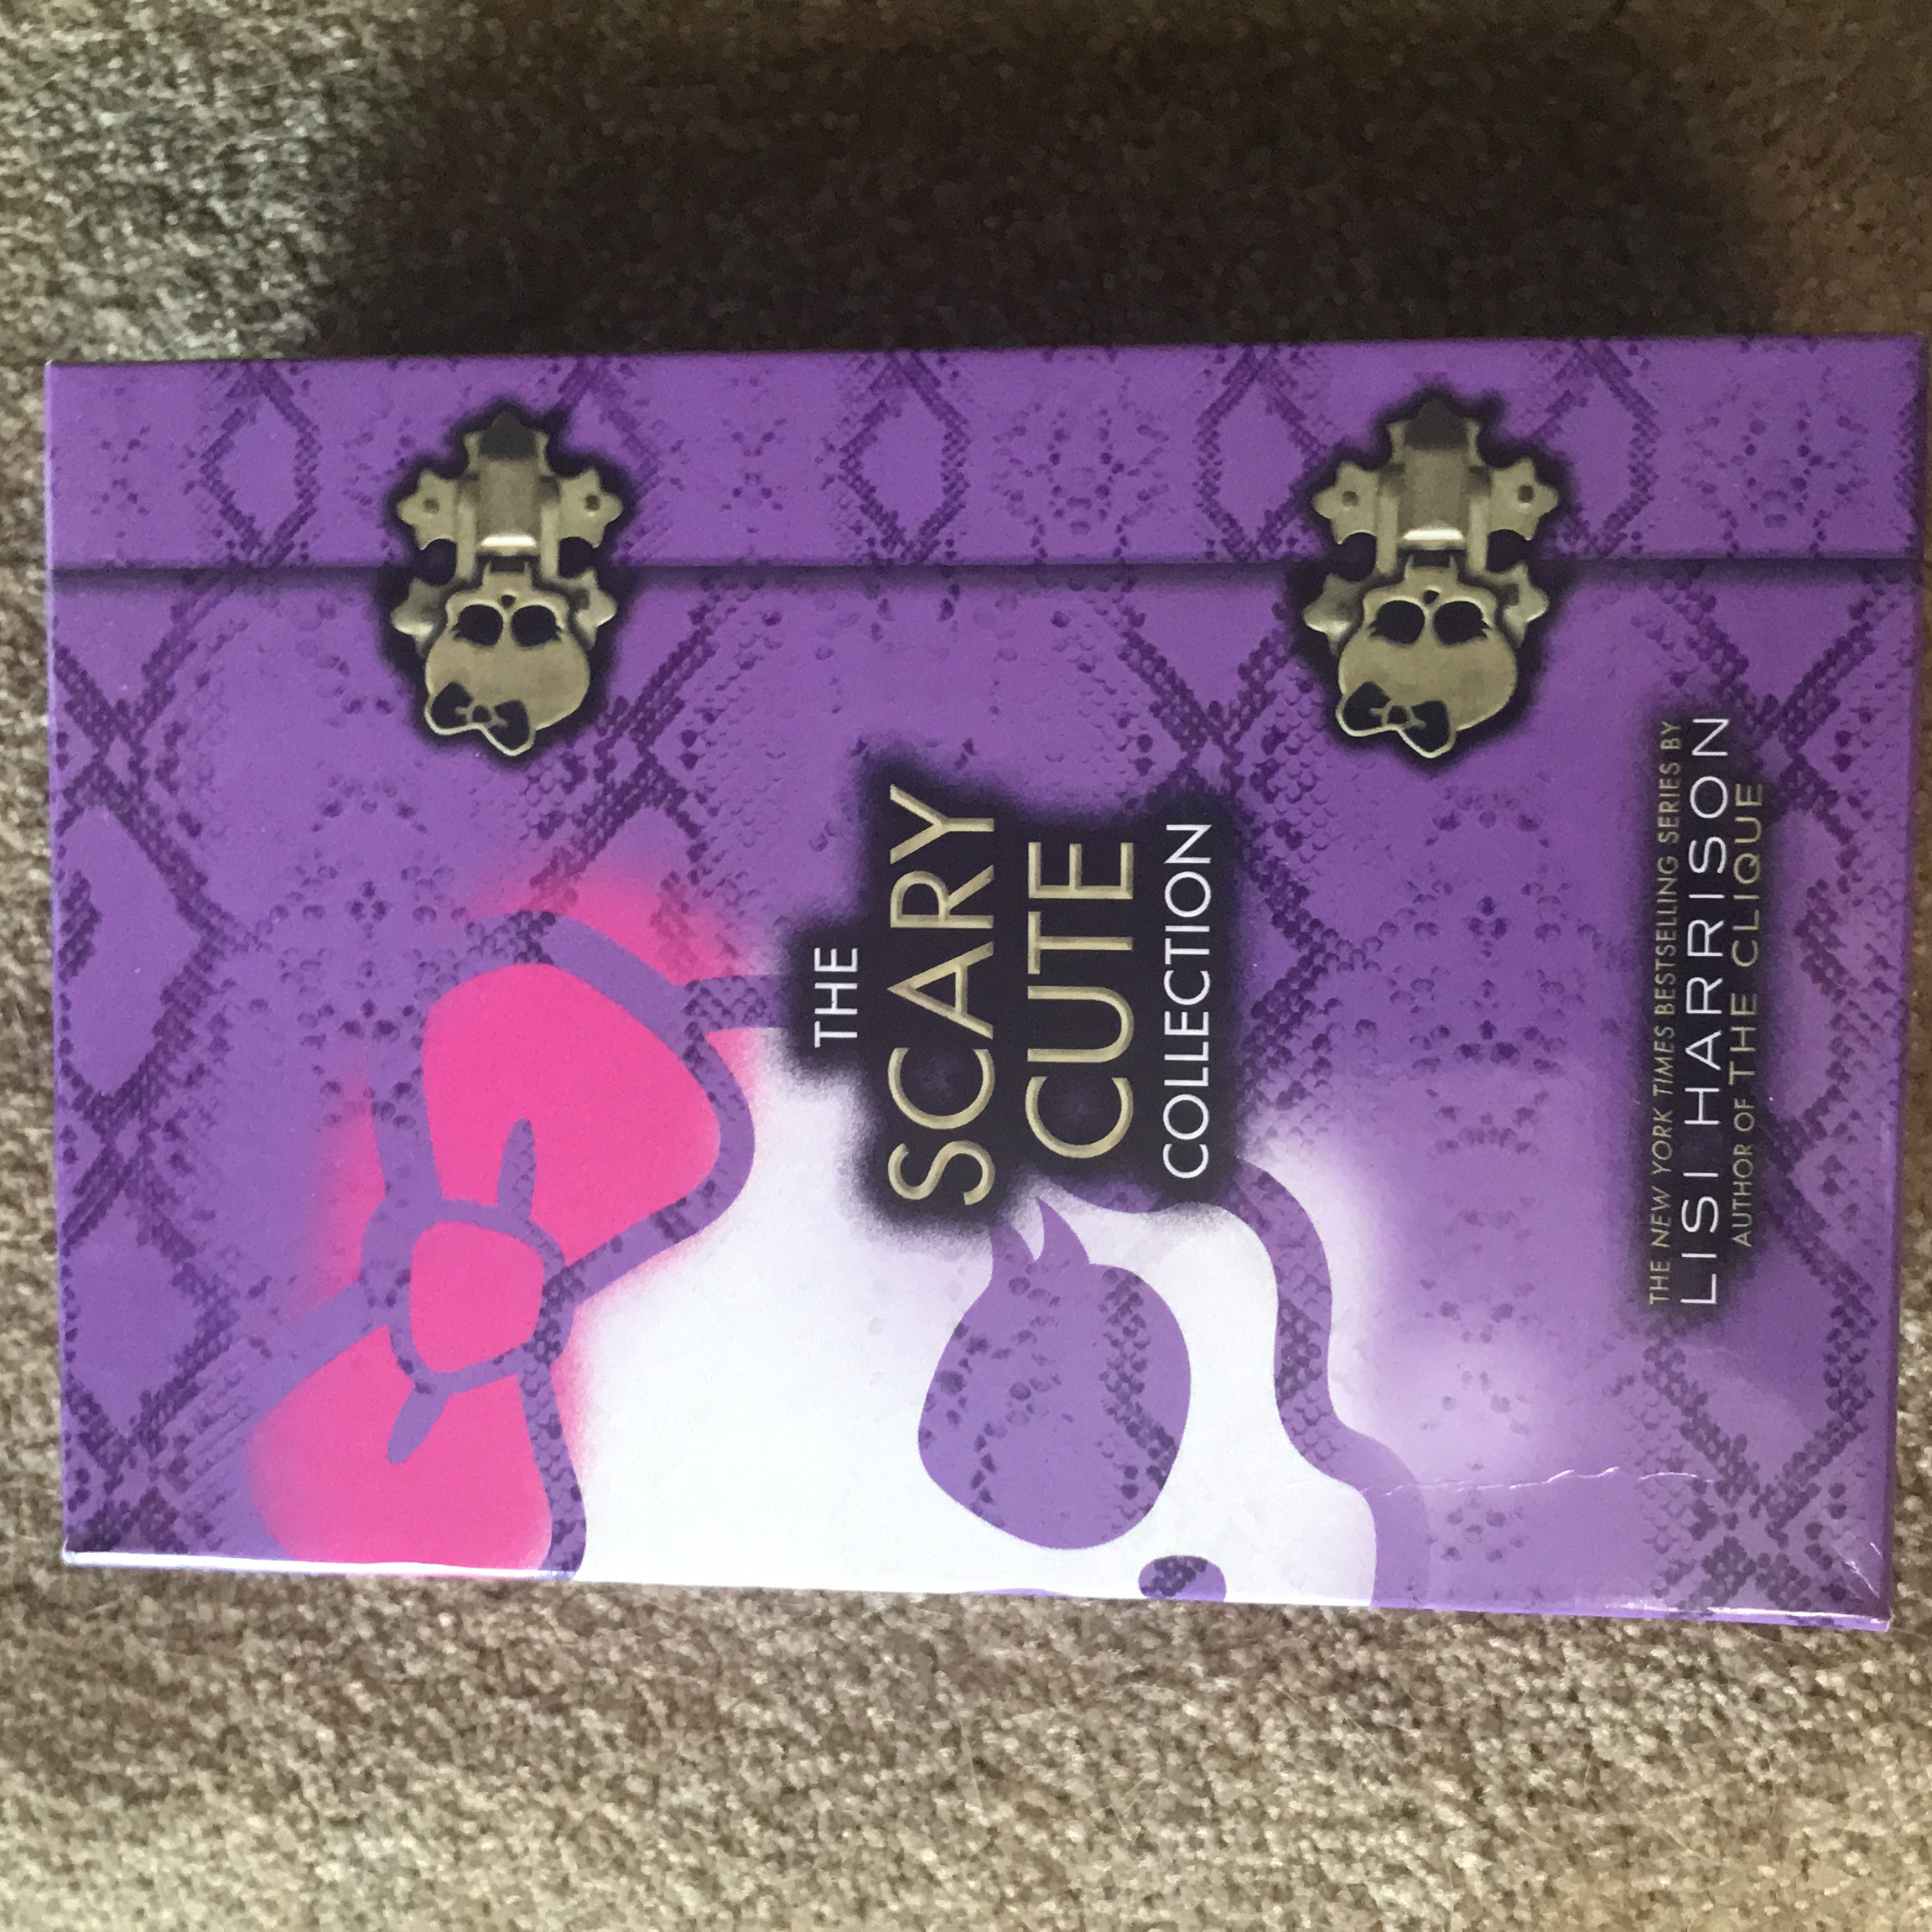 THE
SCARY
CUTE
COLLECTION
THE NEW YORK TIMES BESTSELLING SERIES BY
LISI HARRISON
AUTHOR OF THE CLIQUE